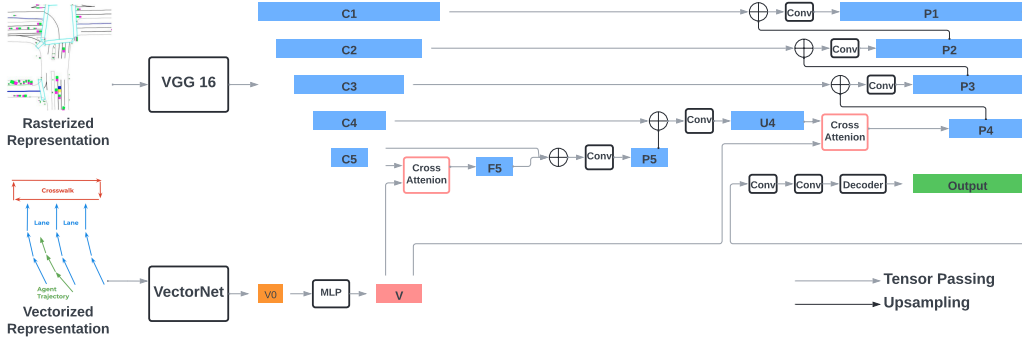 C1
Conv
P1
C2
Conv
P2
VGG 16
C3
Conv
P3
Rasterized
Representation
C4
Conv
U4
Cross
Attenion
P4
C5
Cross
Attenion
F5
Conv
P5
Crosswalk
Conv
Conv
Decoder
Output
Lane
Lane
Agent
Trajectory
VectorNet
V0
MLP
V
Tensor Passing
Upsampling
Vectorized
Representation